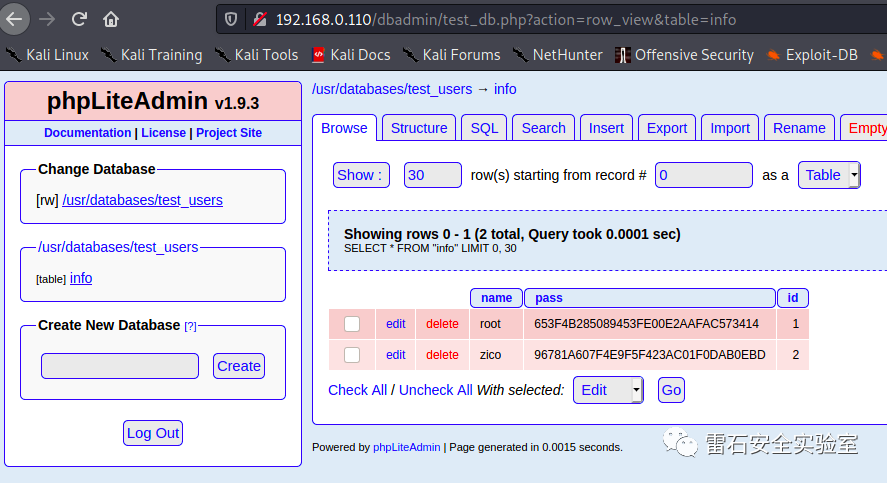 192.168.0.110/dbadmin/test_db.php?action=row_view&table=info
Kali Linux Kali Training Kali Tools Kali Docs Kali Forums NetHunter Offensive Security Exploit-DB
phpLiteAdmin v1.9.3
Documentation | License | Project Site
Change Database
[rw] /usr/databases/test_users
/usr/databases/test_users
[table] info
Create New Database [?]
Create
Log Out
/usr/databases/test_users → info
Browse Structure SQL Search Insert Export Import Rename Empty
Show : 30 row(s) starting from record # 0 as a Table
Showing rows 0 - 1 (2 total, Query took 0.0001 sec)
SELECT * FROM "info" LIMIT 0, 30
name pass id
edit delete root 653F4B285089453FE00E2AAFAC573414 1
edit delete zico 96781A607F4E9F5F423AC01F0DAB0EBD 2
Check All / Uncheck All With selected: Edit Go
Powered by phpLiteAdmin | Page generated in 0.0015 seconds.
雷石安全实验室